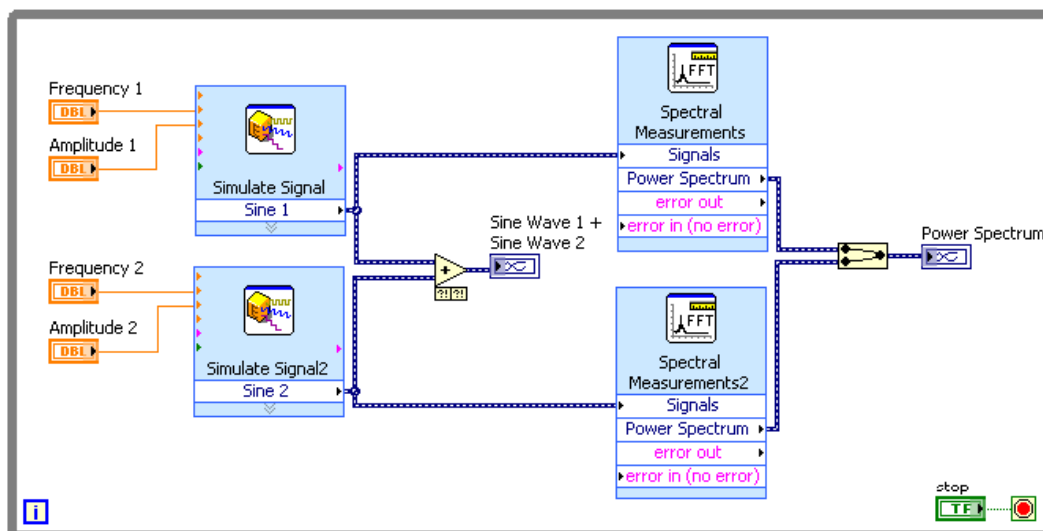 Frequency 1
DBL
Amplitude 1
DBL
Simulate Signal
Sine 1
Frequency 2
DBL
Amplitude 2
DBL
Simulate Signal2
Sine 2
Sine Wave 1 +
Sine Wave 2
+
?! ?!
FFT
Spectral
Measurements
Signals
Power Spectrum
error out
error in (no error)
FFT
Spectral
Measurements2
Signals
Power Spectrum
error out
error in (no error)
Power Spectrum
stop
TF
i